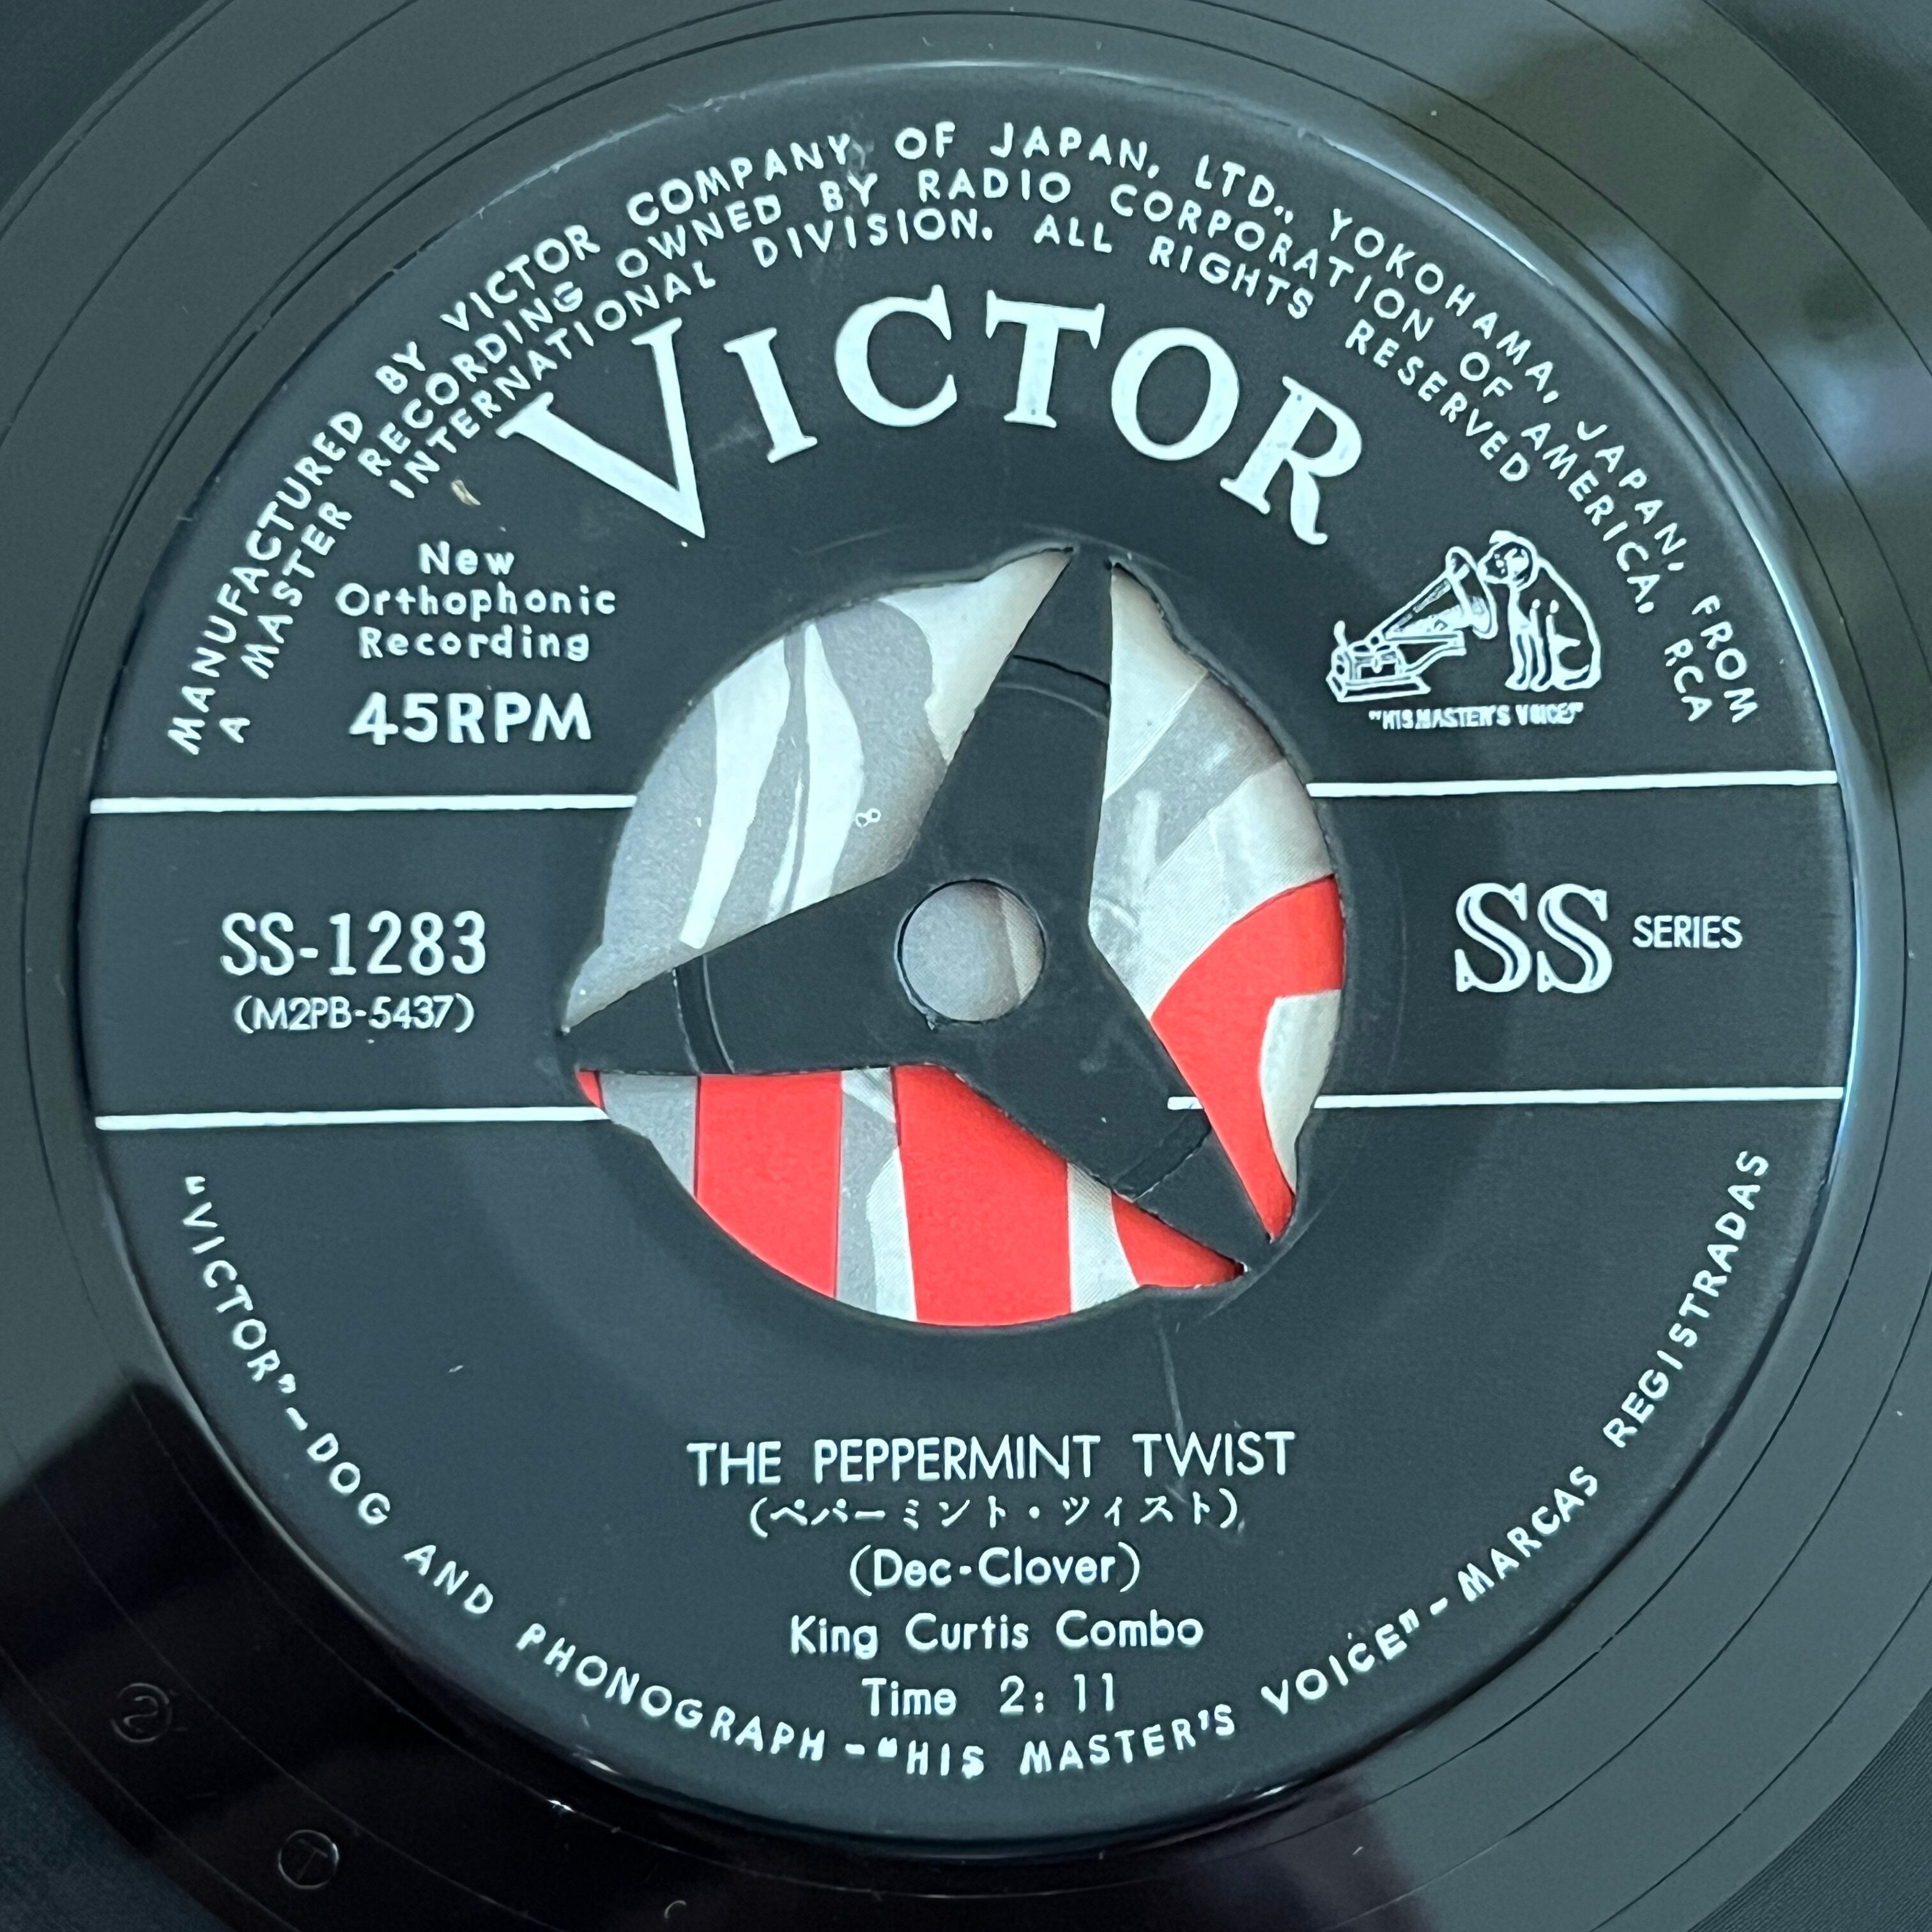 MANUFACTURED BY VICTOR COMPANY OF JAPAN, LTD., YOKOHAMA, JAPAN, FROM
A MASTER RECORDING OWNED BY RADIO CORPORATION OF AMERICA, RCA
INTERNATIONAL DIVISION. ALL RIGHTS RESERVED
VICTOR
New
Orthophonic
Recording
45RPM
"HIS MASTER'S VOICE"
SS-1283
(M2PB-5437)
SS SERIES
THE PEPPERMINT TWIST
(ペパーミント・ツイスト)
(Dec-Clover)
King Curtis Combo
Time 2:11
"VICTOR"-DOG AND PHONOGRAPH-"HIS MASTER'S VOICE"-MARCAS REGISTRADAS
2
T